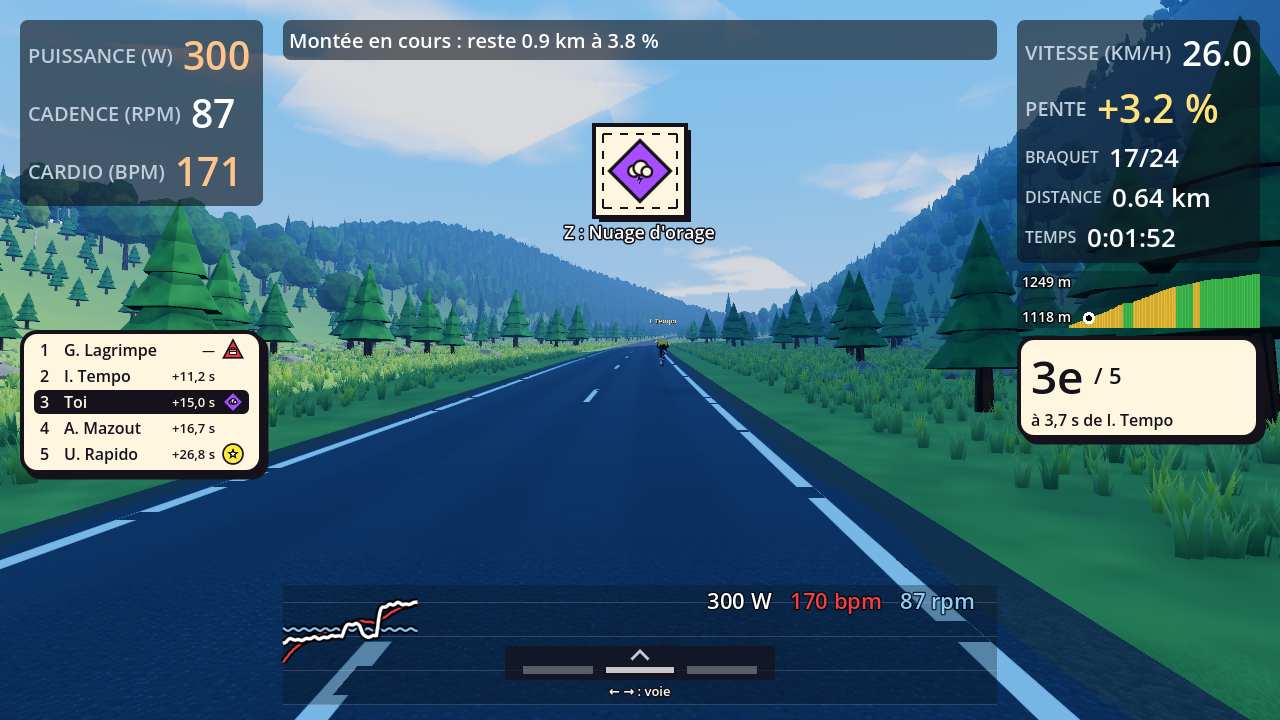 PUISSANCE (W) 300
CADENCE (RPM) 87
CARDIO (BPM) 171
Montée en cours : reste 0.9 km à 3.8 %
VITESSE (KM/H) 26.0
PENTE +3.2 %
BRAQUET 17/24
DISTANCE 0.64 km
TEMPS 0:01:52
Z : Nuage d'orage
1249 m
1118 m
I. Tempo
1 G. Lagrimpe —
2 I. Tempo +11,2 s
3 Toi +15,0 s
4 A. Mazout +16,7 s
5 U. Rapido +26,8 s
3e / 5
à 3,7 s de I. Tempo
300 W 170 bpm 87 rpm
← → : voie